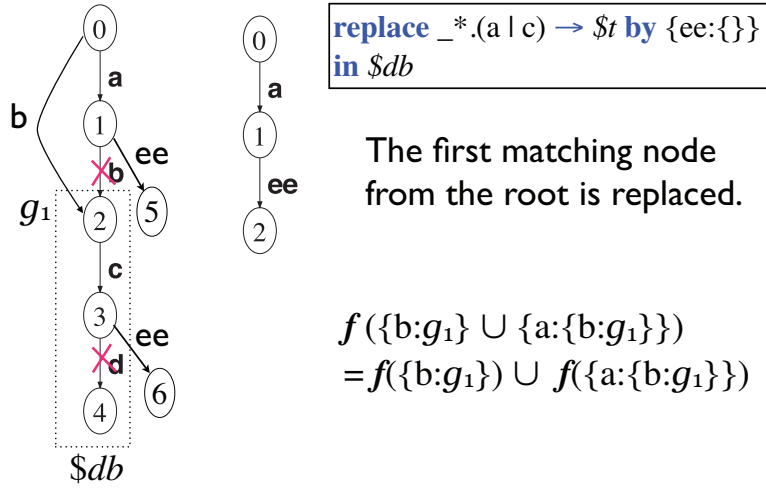 0
a
b
1
ee
b
g₁
2
5
c
3
ee
d
4
6
$db
0
a
1
ee
2
replace _*.(a | c) → $t by {ee:{}}
in $db
The first matching node
from the root is replaced.
f ({b:g₁} ∪ {a:{b:g₁}})
=f({b:g₁}) ∪ f({a:{b:g₁}})